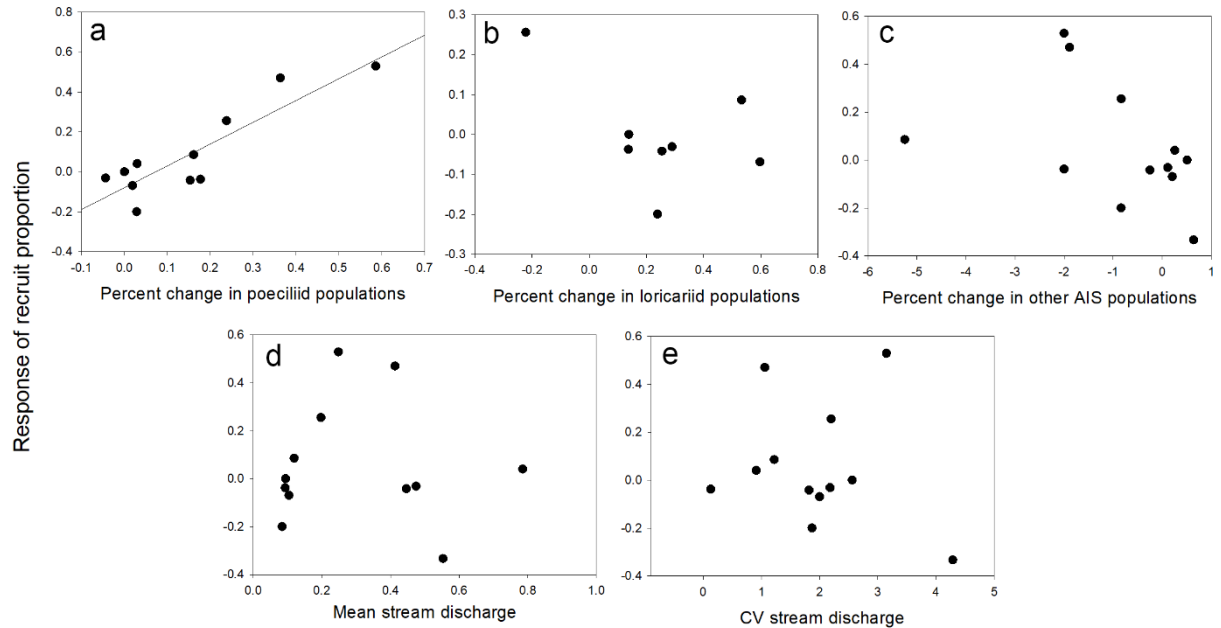 Response of recruit proportion
a
0.8
0.6
0.4
0.2
0.0
-0.2
-0.4
-0.1 0.0 0.1 0.2 0.3 0.4 0.5 0.6 0.7
Percent change in poeciliid populations
b
0.3
0.2
0.1
0.0
-0.1
-0.2
-0.3
-0.4 -0.2 0.0 0.2 0.4 0.6 0.8
Percent change in loricariid populations
c
0.6
0.4
0.2
0.0
-0.2
-0.4
-6 -5 -4 -3 -2 -1 0 1
Percent change in other AIS populations
d
0.6
0.4
0.2
0.0
-0.2
-0.4
0.0 0.2 0.4 0.6 0.8 1.0
Mean stream discharge
e
0.6
0.4
0.2
0.0
-0.2
-0.4
0 1 2 3 4 5
CV stream discharge